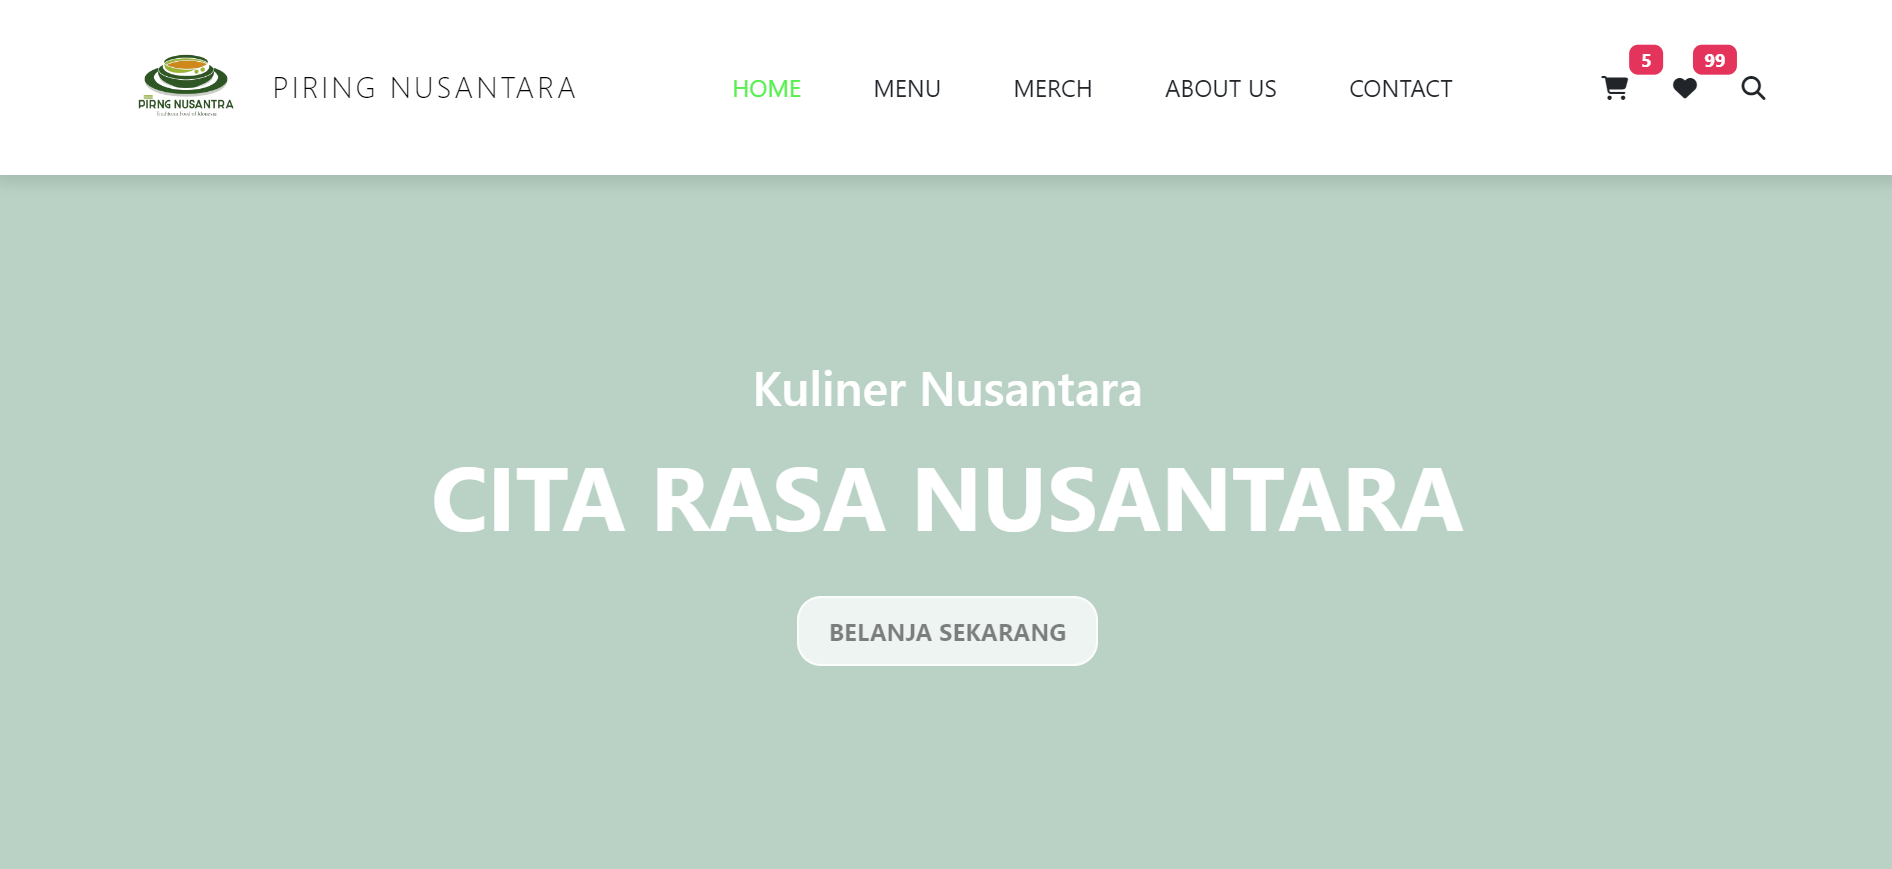 PIRNG NUSANTRA
PIRING NUSANTARA
HOME
MENU
MERCH
ABOUT US
CONTACT
5
99
Kuliner Nusantara
CITA RASA NUSANTARA
BELANJA SEKARANG